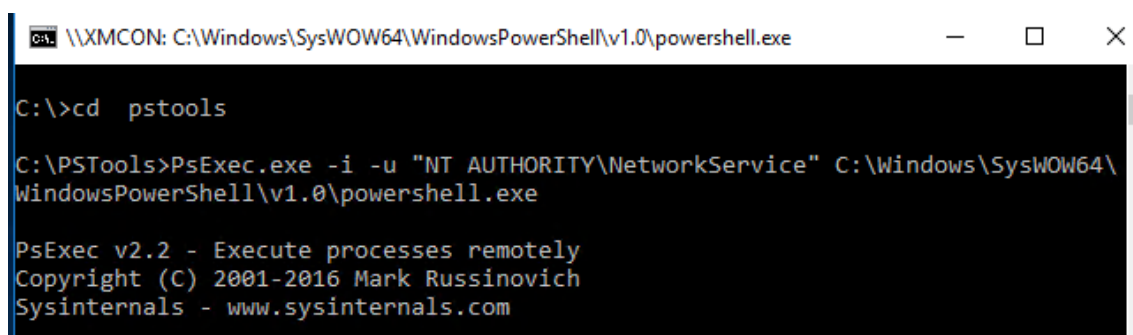 \\XMCON: C:\Windows\SysWOW64\WindowsPowerShell\v1.0\powershell.exe
C:\>cd  pstools
C:\PSTools>PsExec.exe -i -u "NT AUTHORITY\NetworkService" C:\Windows\SysWOW64\
WindowsPowerShell\v1.0\powershell.exe
PsExec v2.2 - Execute processes remotely
Copyright (C) 2001-2016 Mark Russinovich
Sysinternals - www.sysinternals.com